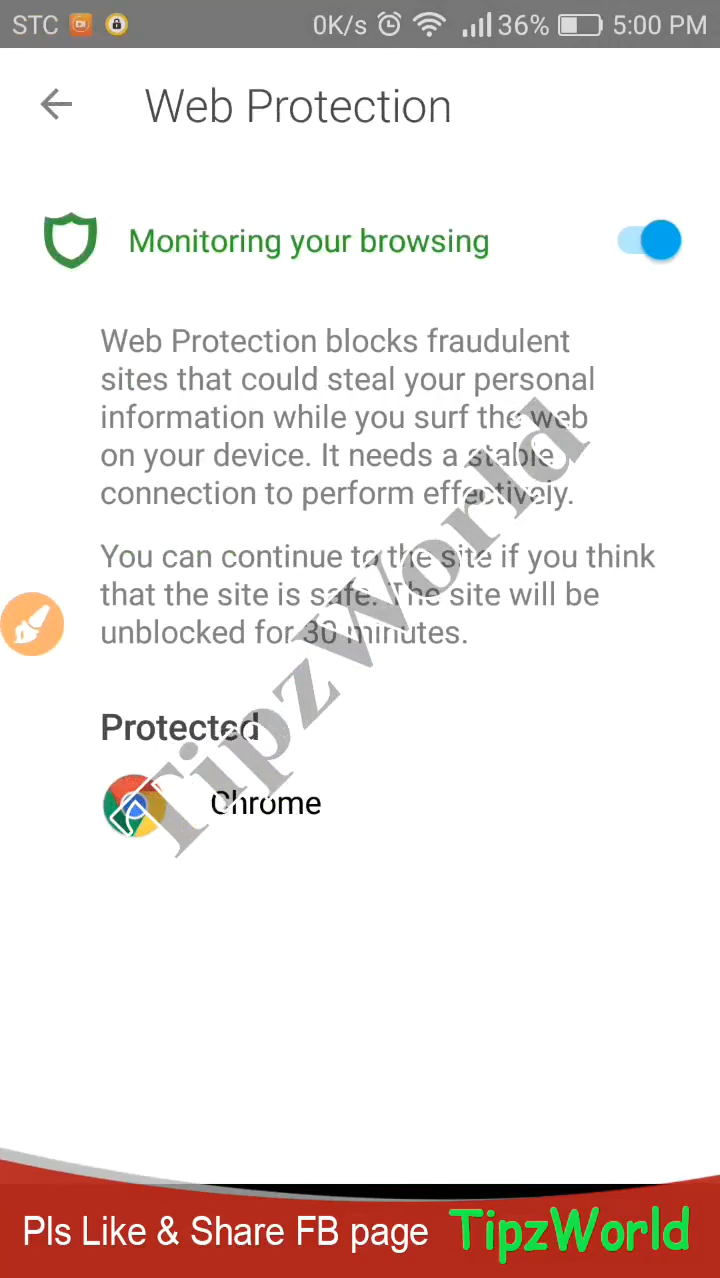 STC 0K/s 36% 5:00 PM
Web Protection
Monitoring your browsing
Web Protection blocks fraudulent
sites that could steal your personal
information while you surf the web
on your device. It needs a stable
connection to perform effectively.
You can continue to the site if you think
that the site is safe. The site will be
unblocked for 30 minutes.
TipzWorld
Protected
Chrome
Pls Like & Share FB page TipzWorld